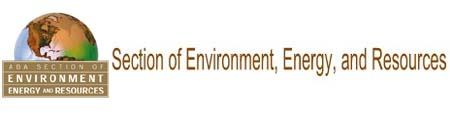 ABA SECTION OF
ENVIRONMENT
ENERGY AND RESOURCES
Section of Environment, Energy, and Resources